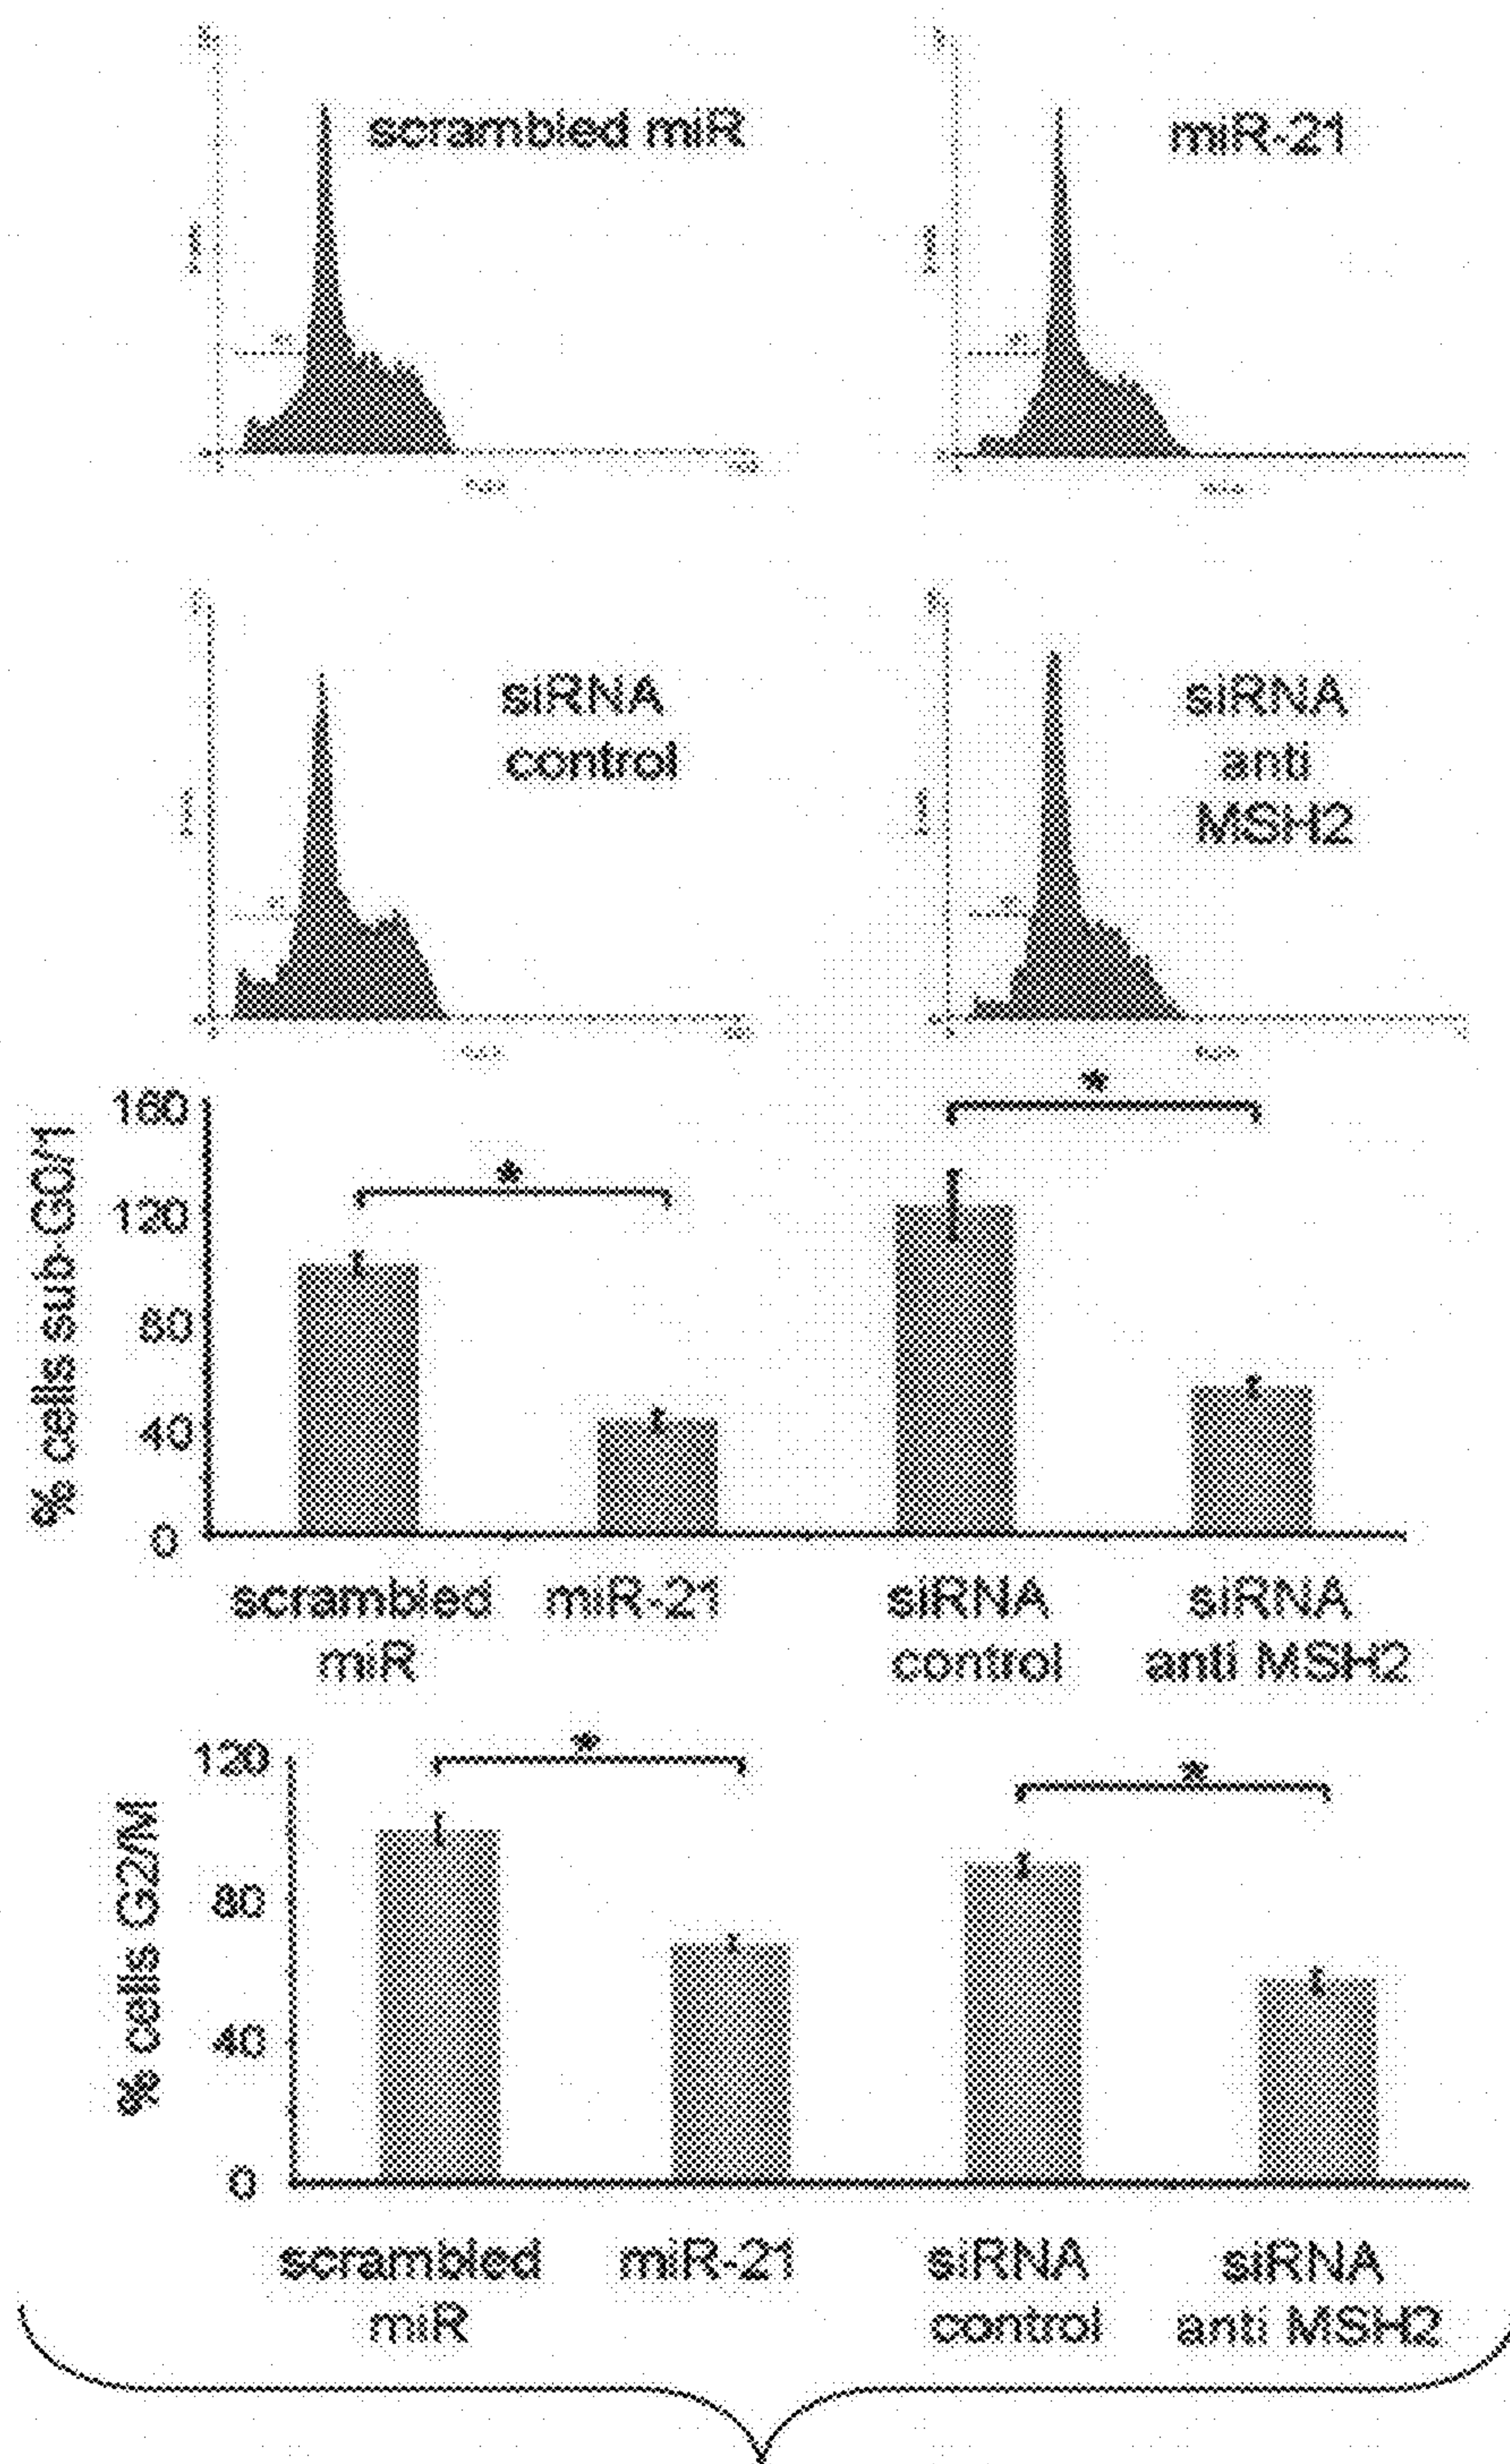 scrambled miR
miR-21
siRNA
control
siRNA
anti
MSH2
% cells sub-G0/1
160
120
80
40
0
*
*
scrambled
miR
miR-21
siRNA
control
siRNA
anti MSH2
% cells G2/M
120
80
40
0
*
*
scrambled
miR
miR-21
siRNA
control
siRNA
anti MSH2